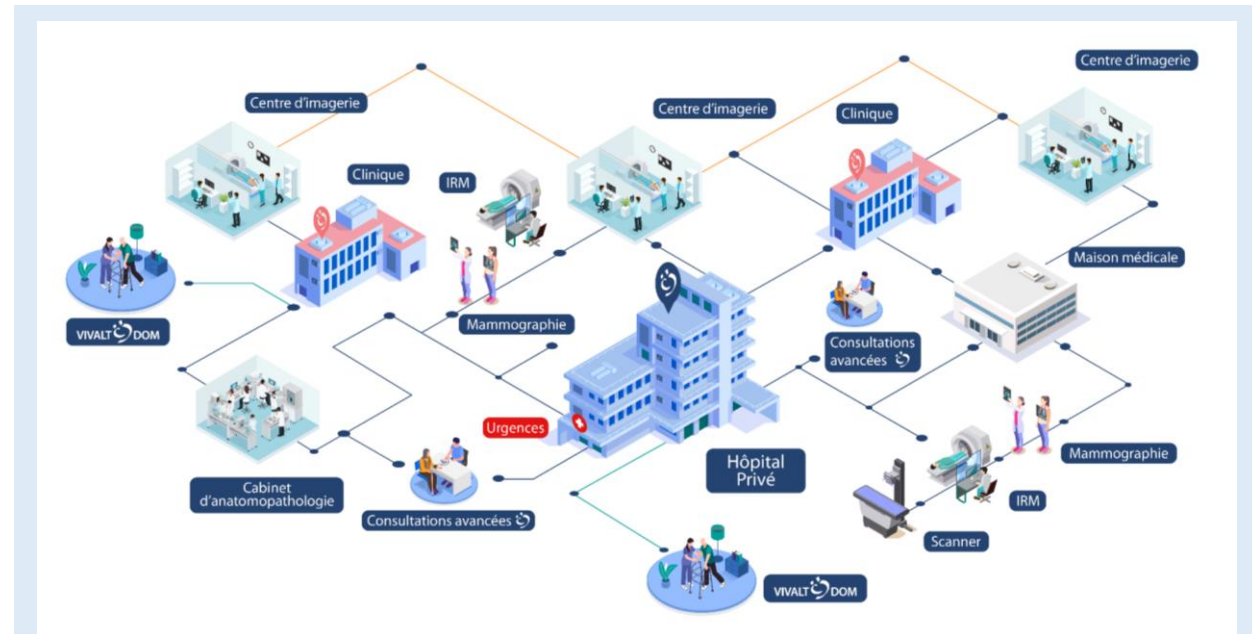 Centre d'imagerie
Centre d'imagerie
Centre d'imagerie
Clinique
Clinique
IRM
Maison médicale
VIVALT DOM
Mammographie
Consultations
avancées
Urgences
Hôpital
Privé
Mammographie
Cabinet
d'anatomopathologie
Consultations avancées
IRM
Scanner
VIVALT DOM